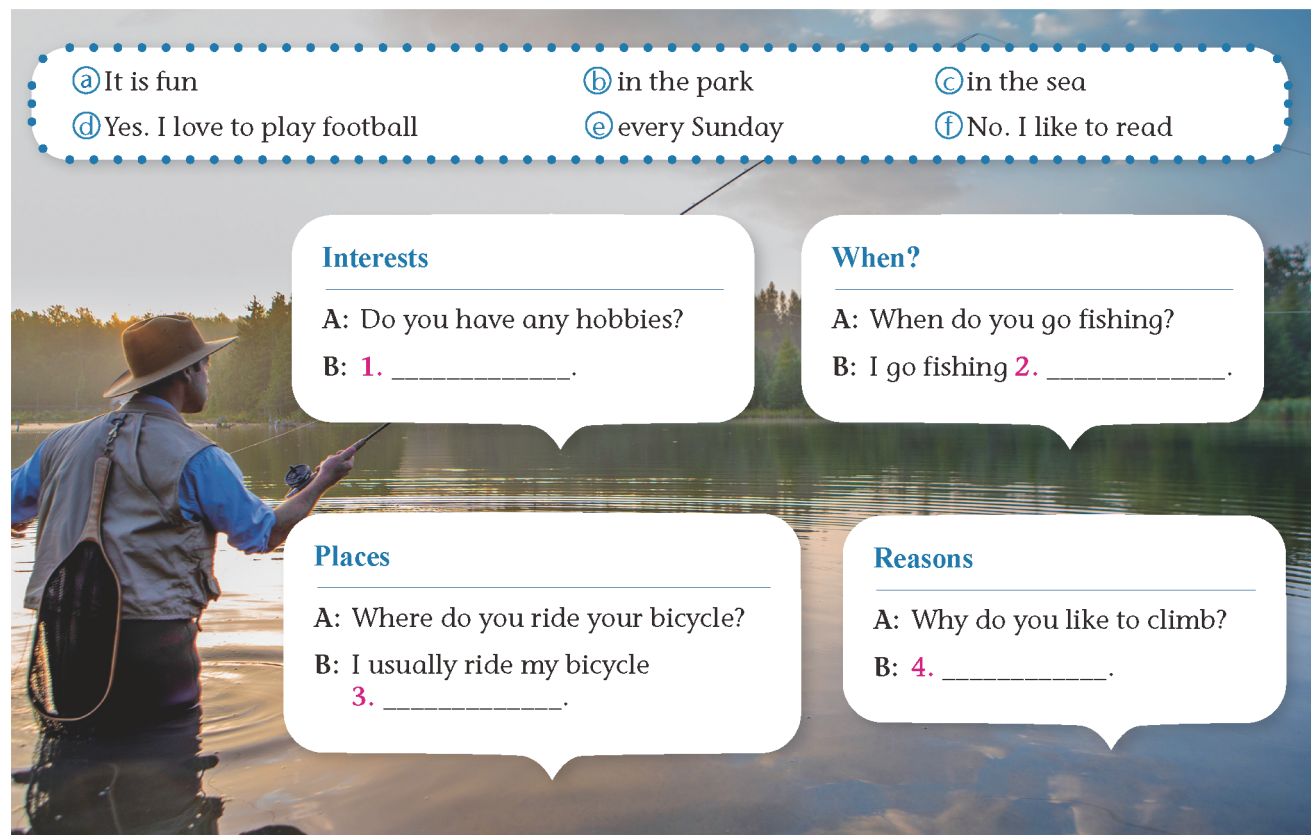 ⓐ It is fun ⓑ in the park ⓒ in the sea
ⓓ Yes. I love to play football ⓔ every Sunday ⓕ No. I like to read
Interests
A: Do you have any hobbies?
B: 1. _____________.
When?
A: When do you go fishing?
B: I go fishing 2. _____________.
Places
A: Where do you ride your bicycle?
B: I usually ride my bicycle
3. _____________.
Reasons
A: Why do you like to climb?
B: 4. ____________.